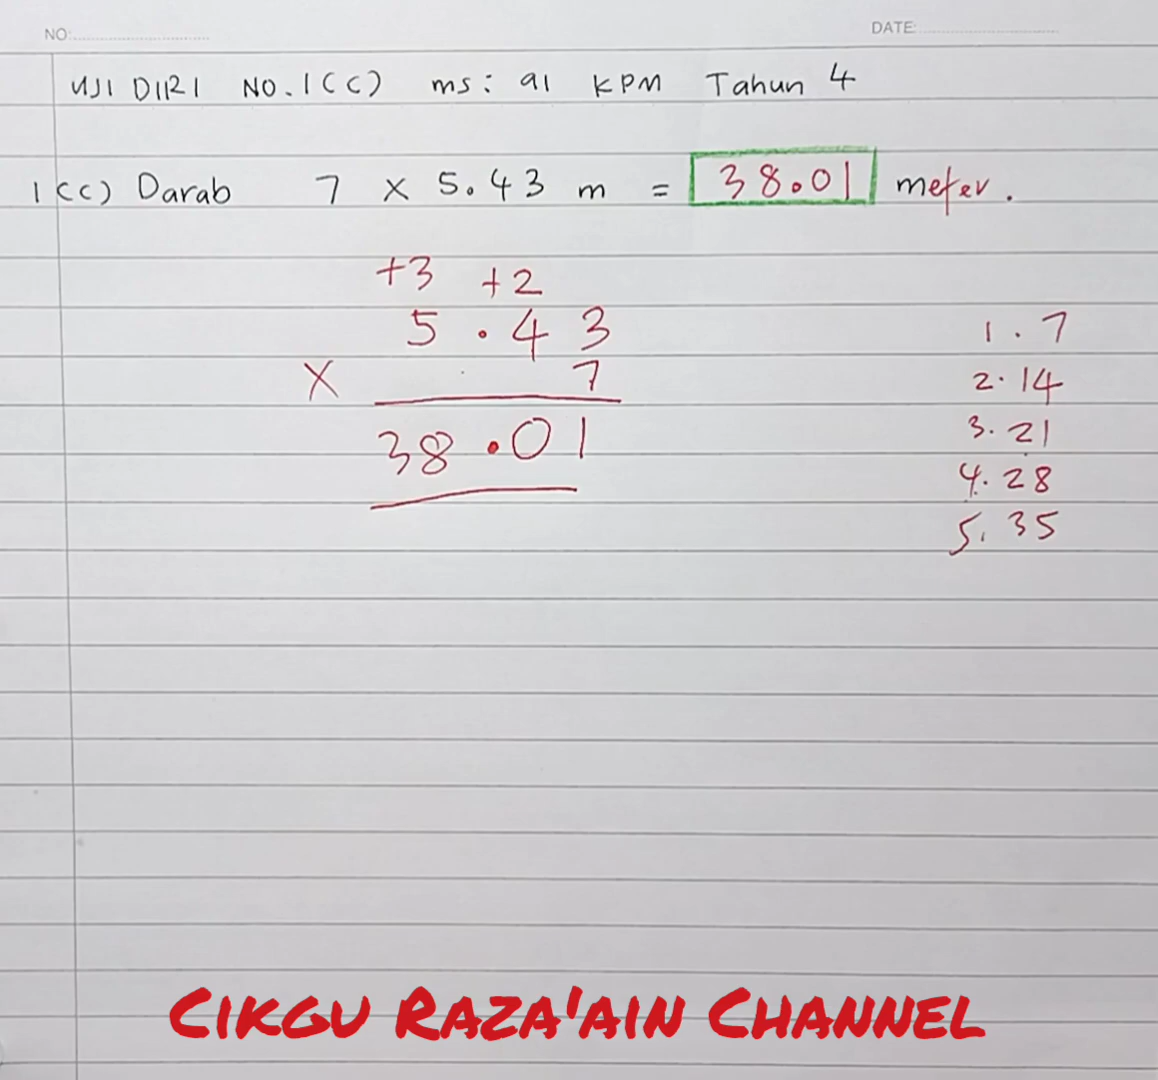 NO:
DATE:
UJI DIRI NO. 1(C) ms: 91 KPM Tahun 4
1(C) Darab 7 × 5.43 m = 38.01 meter.
+3 +2
5.43
× 7
38.01
1. 7
2. 14
3. 21
4. 28
5. 35
CIKGU RAZA'AIN CHANNEL